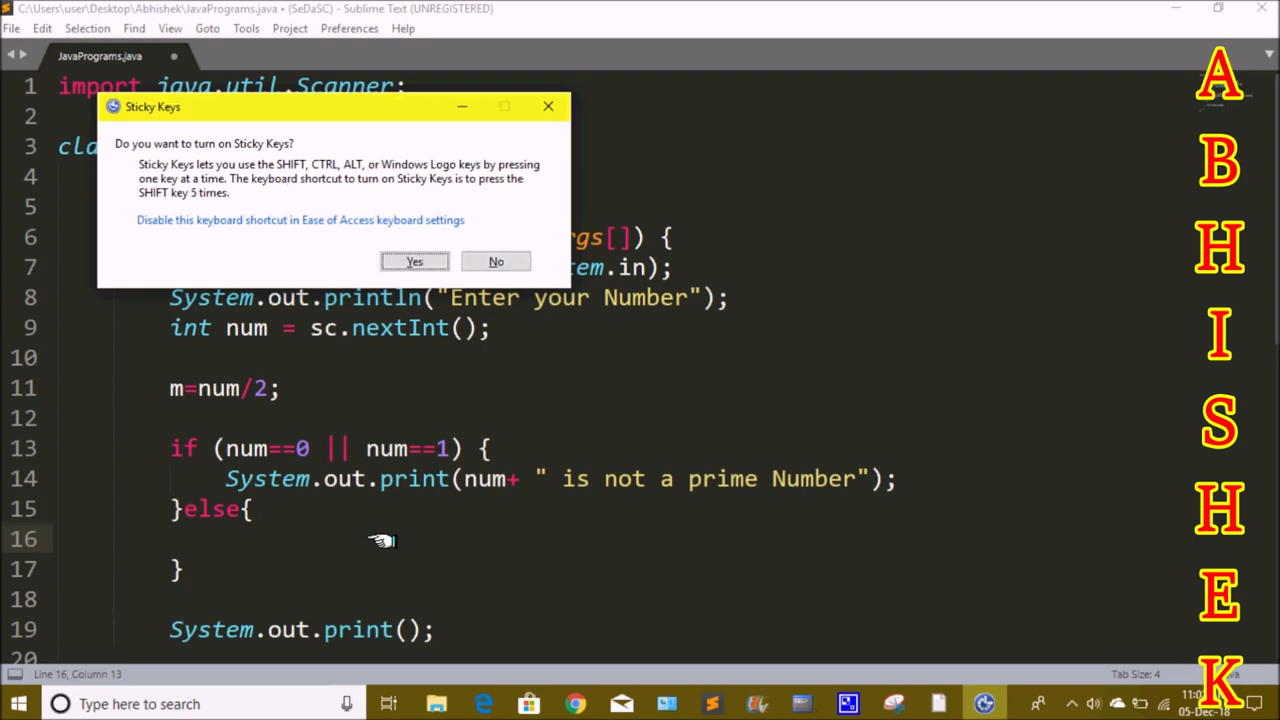 C:\Users\user\Desktop\Abhishek\JavaPrograms.java • (SeDaSC) - Sublime Text (UNREGISTERED)
File Edit Selection Find View Goto Tools Project Preferences Help
JavaPrograms.java
1 import java.util.Scanner;
2
Sticky Keys
Do you want to turn on Sticky Keys?
Sticky Keys lets you use the SHIFT, CTRL, ALT, or Windows Logo keys by pressing
one key at a time. The keyboard shortcut to turn on Sticky Keys is to press the
SHIFT key 5 times.
Disable this keyboard shortcut in Ease of Access keyboard settings
Yes No
3 cla
4
5
6 rgs[]) {
7 tem.in);
8 System.out.println("Enter your Number");
9 int num = sc.nextInt();
10
11 m=num/2;
12
13 if (num==0 || num==1) {
14 System.out.print(num+ " is not a prime Number");
15 }else{
16
17 }
18
19 System.out.print();
20
Line 16, Column 13 Tab Size: 4
Type here to search
05-Dec-18
A
B
H
I
S
H
E
K